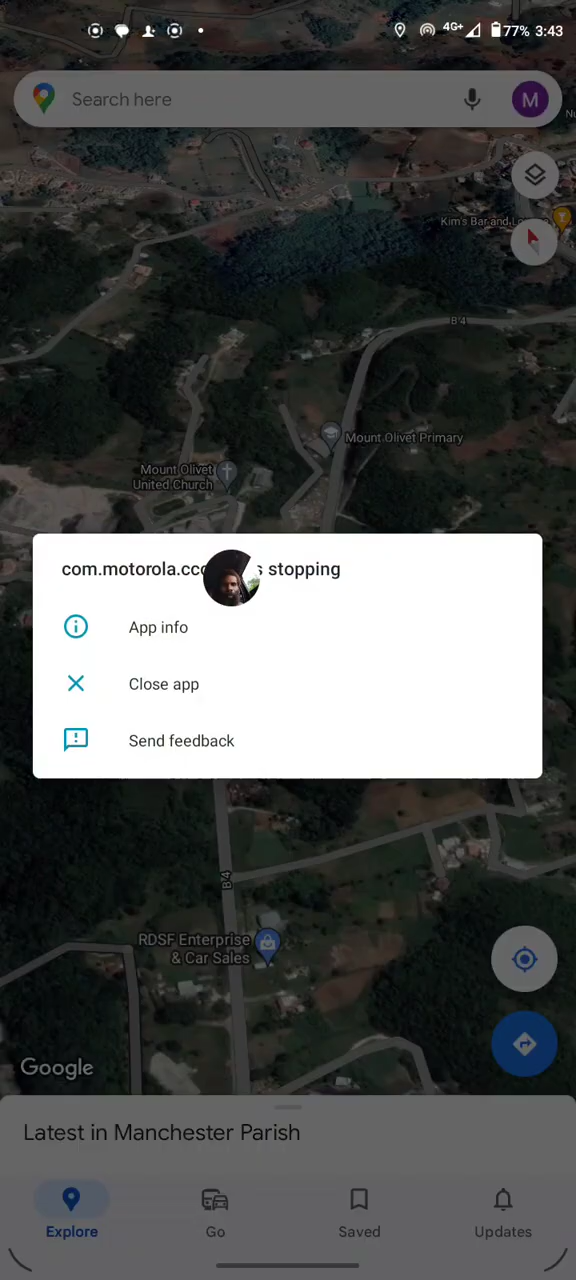 4G+ 77% 3:43
Search here
M
Kim's Bar and
B4
Mount Olivet Primary
Mount Olivet
United Church
com.motorola.ccc stopping
App info
Close app
Send feedback
B4
RDSF Enterprise
& Car Sales
Google
Latest in Manchester Parish
Explore
Go
Saved
Updates